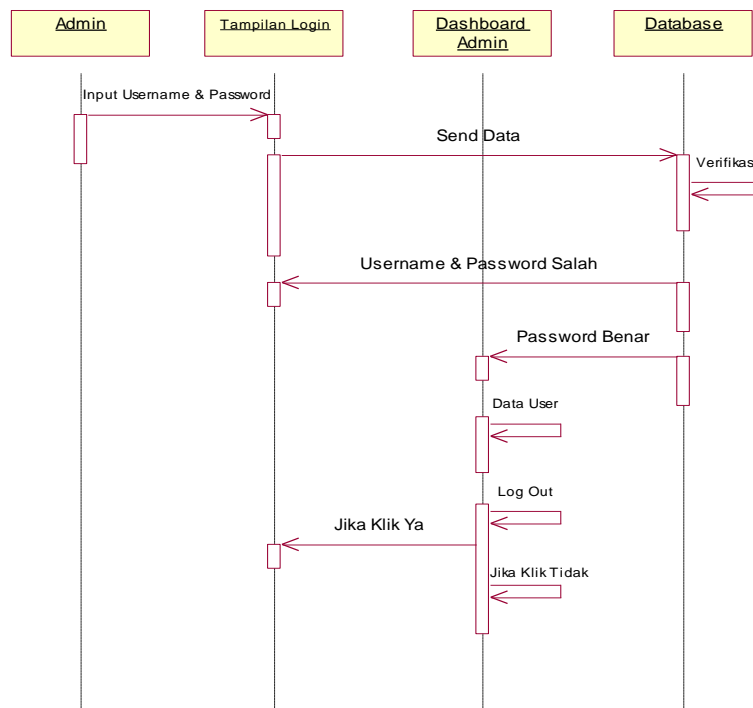 Admin
Tampilan Login
Dashboard
Admin
Database
Input Username & Password
Send Data
Verifikas
Username & Password Salah
Password Benar
Data User
Log Out
Jika Klik Ya
Jika Klik Tidak